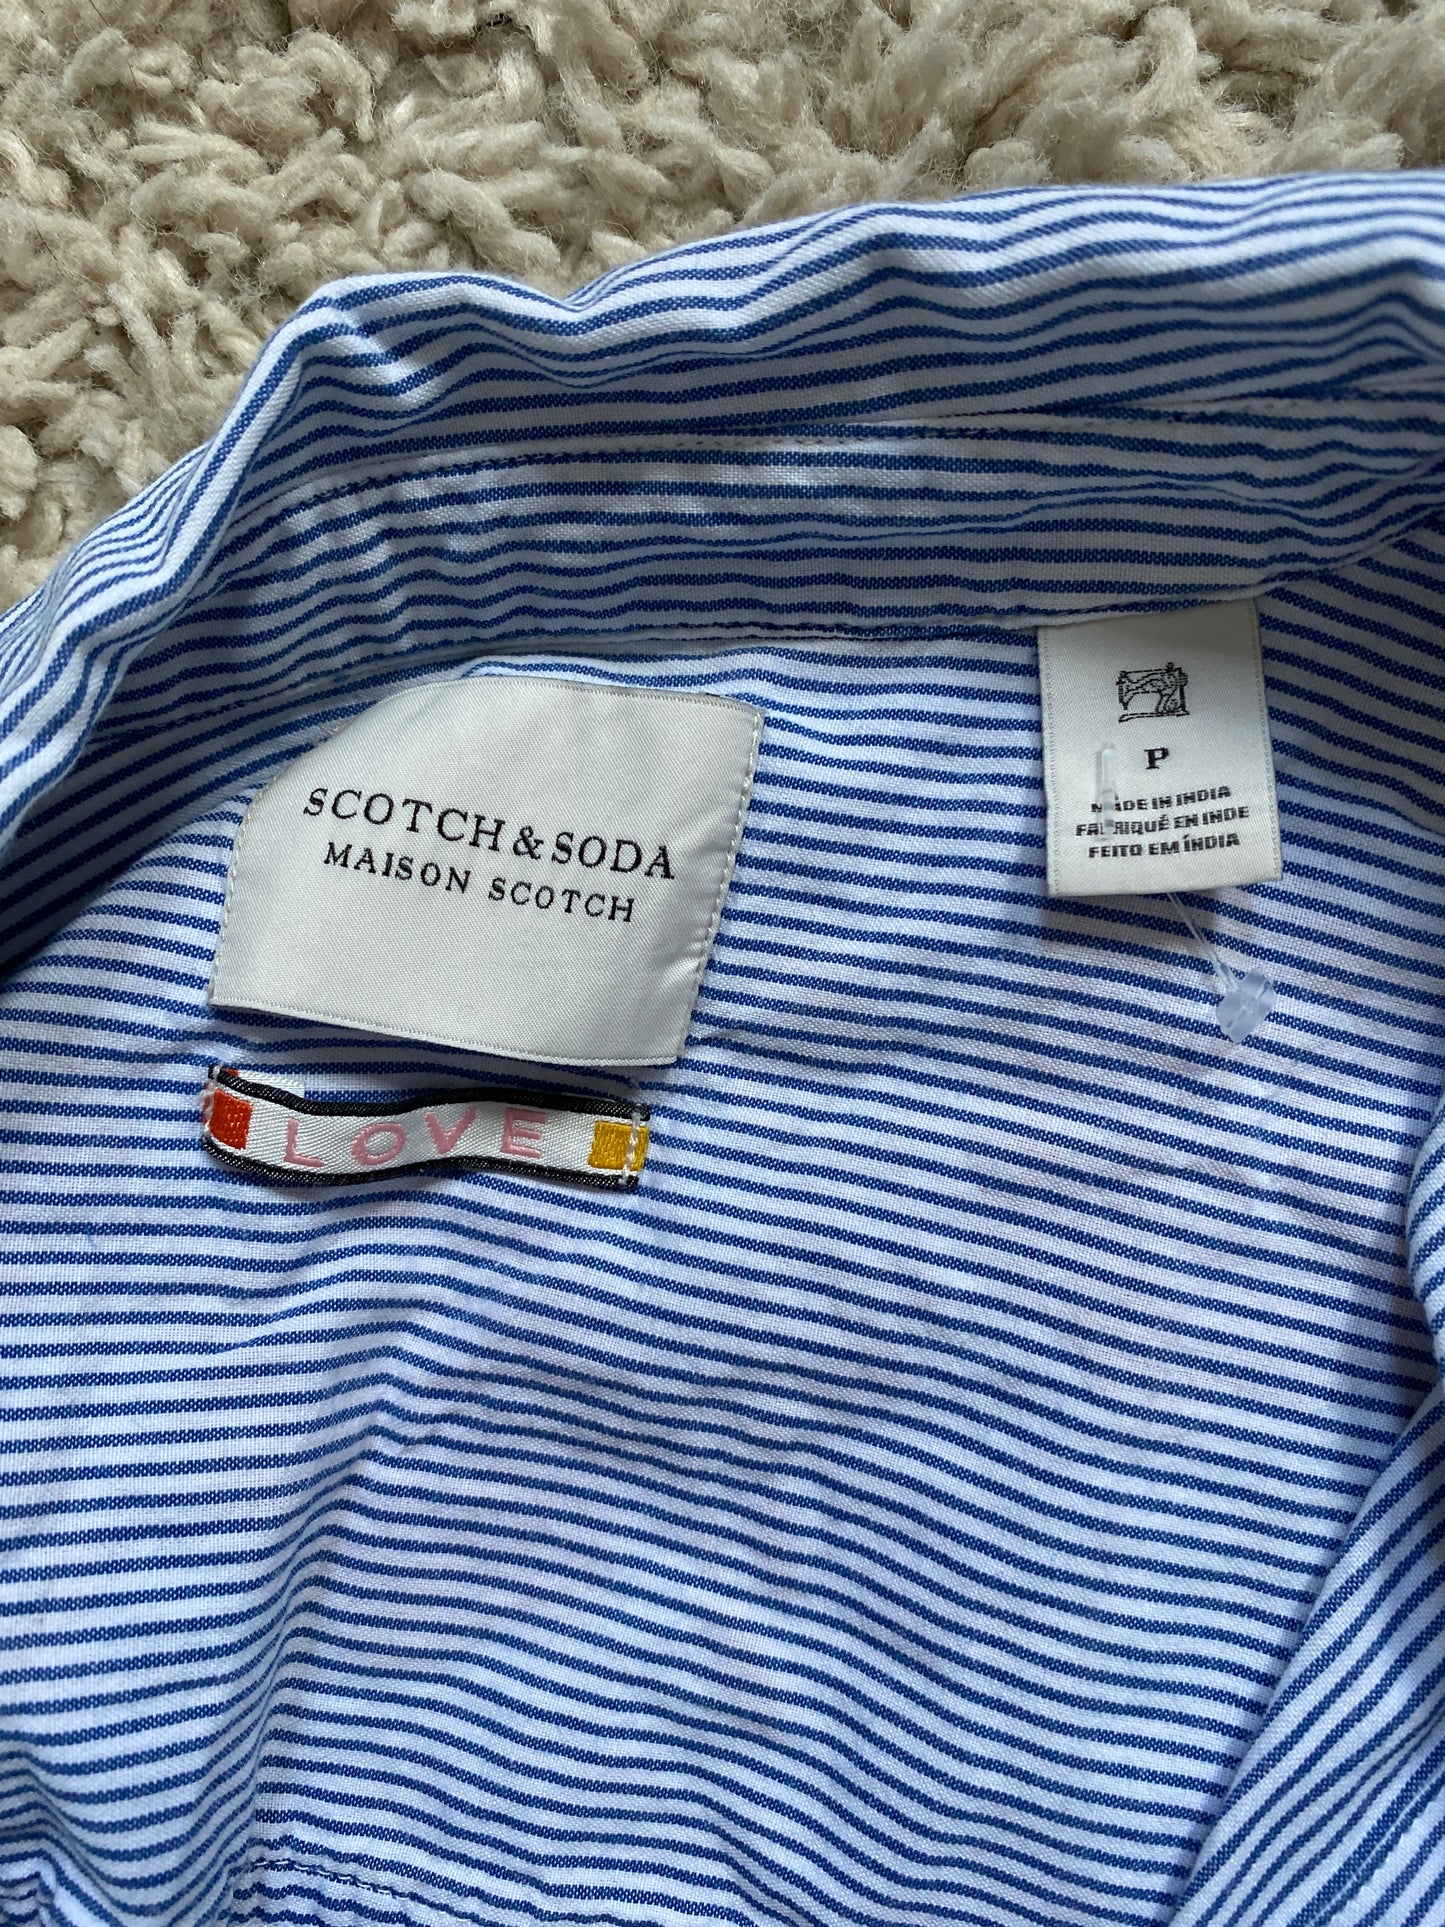 SCOTCH & SODA
MAISON SCOTCH
LOVE
P
MADE IN INDIA
FABRIQUÉ EN INDE
FEITO EM ÍNDIA